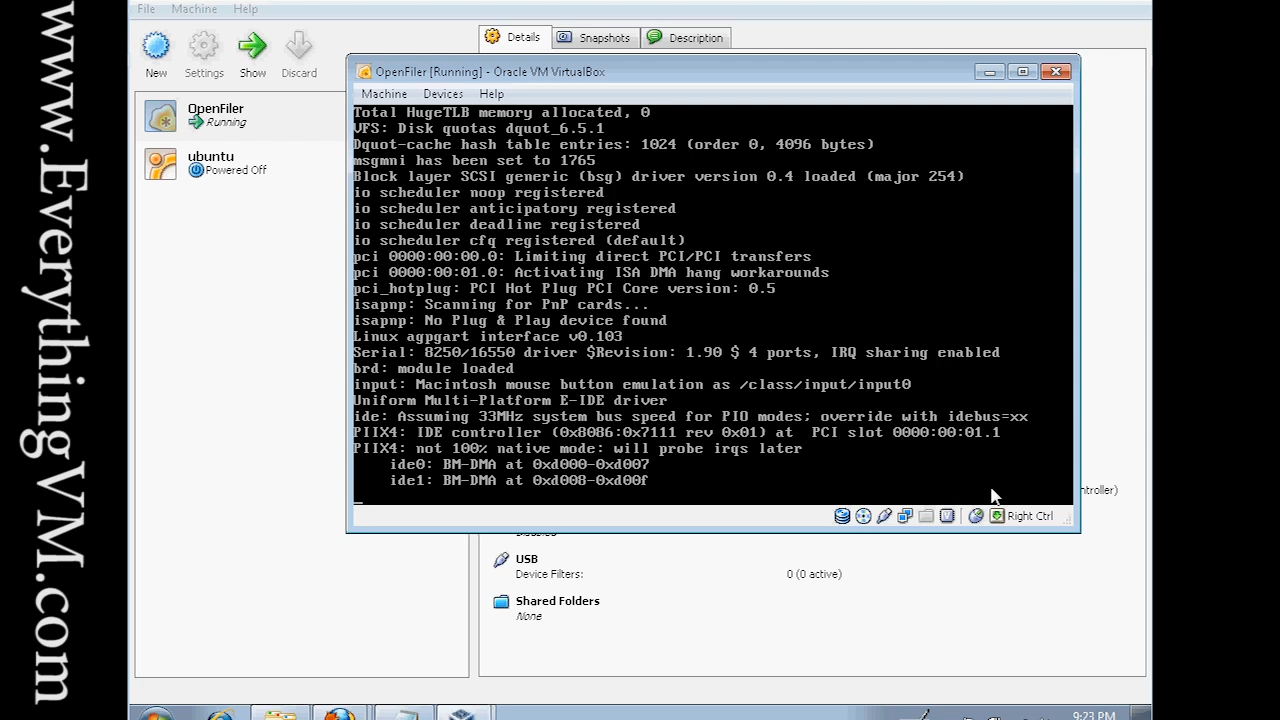 www.EverythingVM.com
File Machine Help
New Settings Show Discard
Details Snapshots Description
OpenFiler
Running
ubuntu
Powered Off
OpenFiler [Running] - Oracle VM VirtualBox
Machine Devices Help
Total HugeTLB memory allocated, 0
VFS: Disk quotas dquot_6.5.1
Dquot-cache hash table entries: 1024 (order 0, 4096 bytes)
msgmni has been set to 1765
Block layer SCSI generic (bsg) driver version 0.4 loaded (major 254)
io scheduler noop registered
io scheduler anticipatory registered
io scheduler deadline registered
io scheduler cfq registered (default)
pci 0000:00:00.0: Limiting direct PCI/PCI transfers
pci 0000:00:01.0: Activating ISA DMA hang workarounds
pci_hotplug: PCI Hot Plug PCI Core version: 0.5
isapnp: Scanning for PnP cards...
isapnp: No Plug & Play device found
Linux agpgart interface v0.103
Serial: 8250/16550 driver $Revision: 1.90 $ 4 ports, IRQ sharing enabled
brd: module loaded
input: Macintosh mouse button emulation as /class/input/input0
Uniform Multi-Platform E-IDE driver
ide: Assuming 33MHz system bus speed for PIO modes; override with idebus=xx
PIIX4: IDE controller (0x8086:0x7111 rev 0x01) at  PCI slot 0000:00:01.1
PIIX4: not 100% native mode: will probe irqs later
ide0: BM-DMA at 0xd000-0xd007
ide1: BM-DMA at 0xd008-0xd00f
_
ntroller)
Right Ctrl
USB
Device Filters: 0 (0 active)
Shared Folders
None
9:23 PM